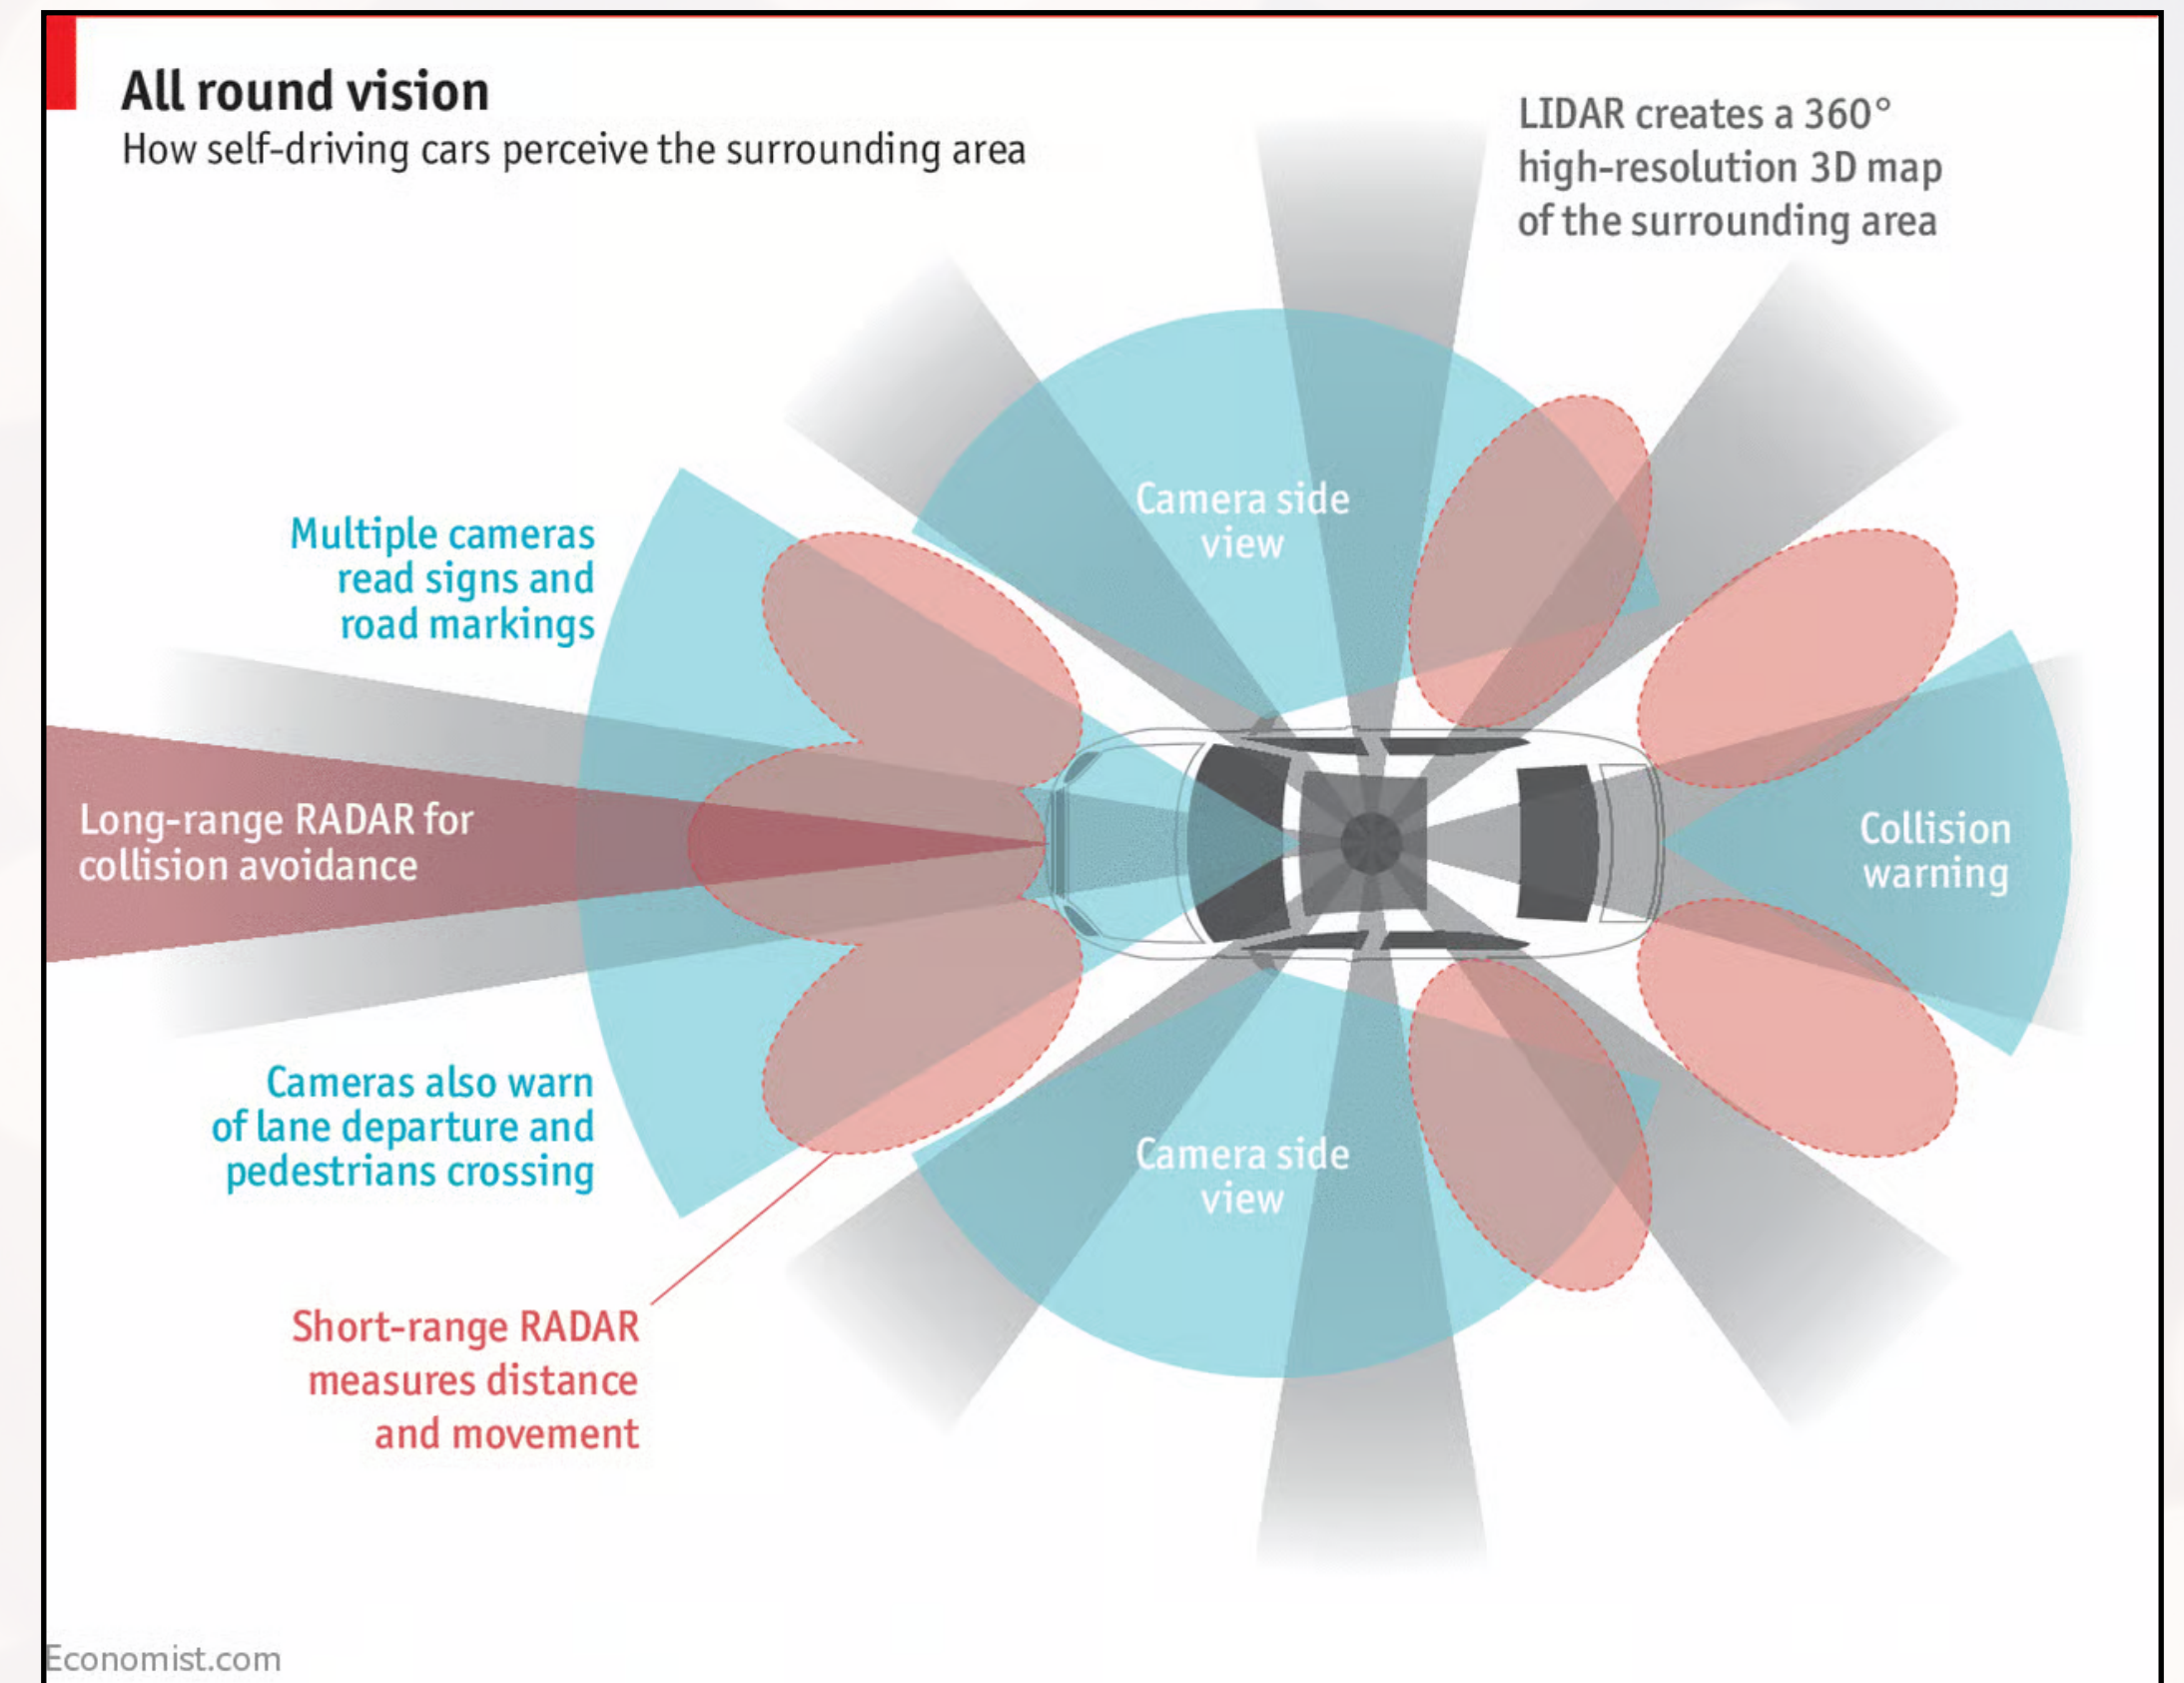 All round vision
How self-driving cars perceive the surrounding area
LIDAR creates a 360°
high-resolution 3D map
of the surrounding area
Camera side
view
Multiple cameras
read signs and
road markings
Long-range RADAR for
collision avoidance
Collision
warning
Cameras also warn
of lane departure and
pedestrians crossing
Camera side
view
Short-range RADAR
measures distance
and movement
Economist.com